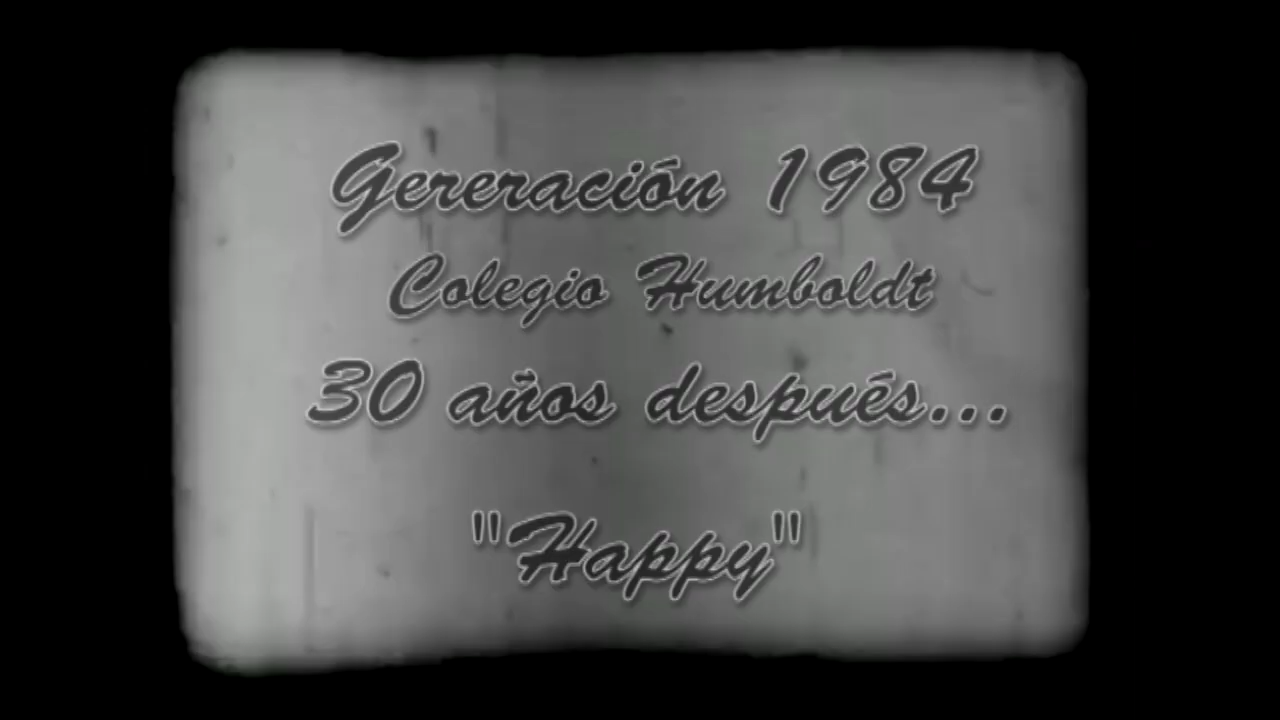 Gereración 1984
Colegio Humboldt
30 años después...
"Happy"